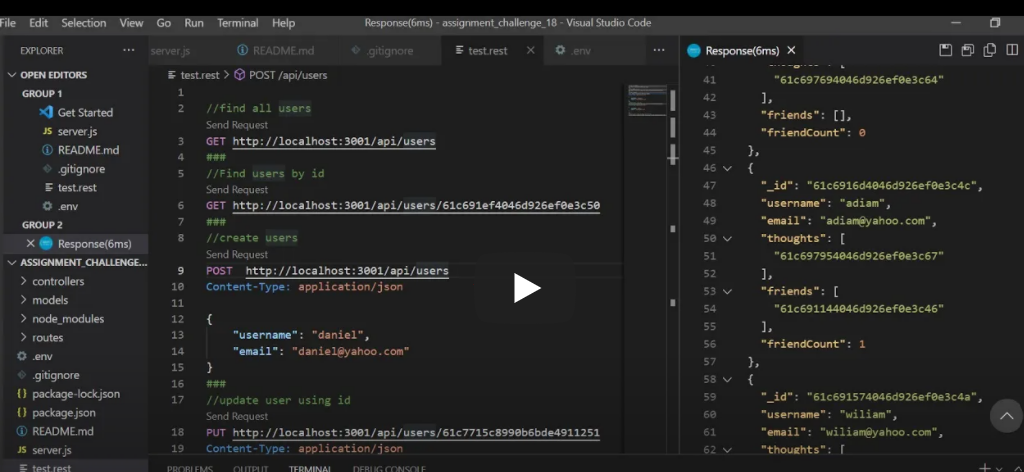 File Edit Selection View Go Run Terminal Help Response(6ms) - assignment_challenge_18 - Visual Studio Code
EXPLORER ···
OPEN EDITORS
GROUP 1
Get Started
JS server.js
README.md
.gitignore
test.rest
.env
GROUP 2
Response(6ms)
ASSIGNMENT_CHALLENGE...
controllers
models
node_modules
routes
.env
.gitignore
{} package-lock.json
{} package.json
README.md
JS server.js
test.rest
server.js README.md .gitignore test.rest .env ···
test.rest > POST /api/users
1
2 //find all users
Send Request
3 GET http://localhost:3001/api/users
4 ###
5 //Find users by id
Send Request
6 GET http://localhost:3001/api/users/61c691ef4046d926ef0e3c50
7 ###
8 //create users
Send Request
9 POST http://localhost:3001/api/users
10 Content-Type: application/json
11
12 {
13 "username": "daniel",
14 "email": "daniel@yahoo.com"
15 }
16 ###
17 //update user using id
Send Request
18 PUT http://localhost:3001/api/users/61c7715c8990b6bde4911251
19 Content-Type: application/json
PROBLEMS OUTPUT TERMINAL DEBUG CONSOLE
Response(6ms)
41 "61c697694046d926ef0e3c64"
42 ],
43 "friends": [],
44 "friendCount": 0
45 },
46 {
47 "_id": "61c6916d4046d926ef0e3c4c",
48 "username": "adiam",
49 "email": "adiam@yahoo.com",
50 "thoughts": [
51 "61c697954046d926ef0e3c67"
52 ],
53 "friends": [
54 "61c691144046d926ef0e3c46"
55 ],
56 "friendCount": 1
57 },
58 {
59 "_id": "61c691574046d926ef0e3c4a",
60 "username": "wiliam",
61 "email": "wiliam@yahoo.com",
62 "thoughts": [